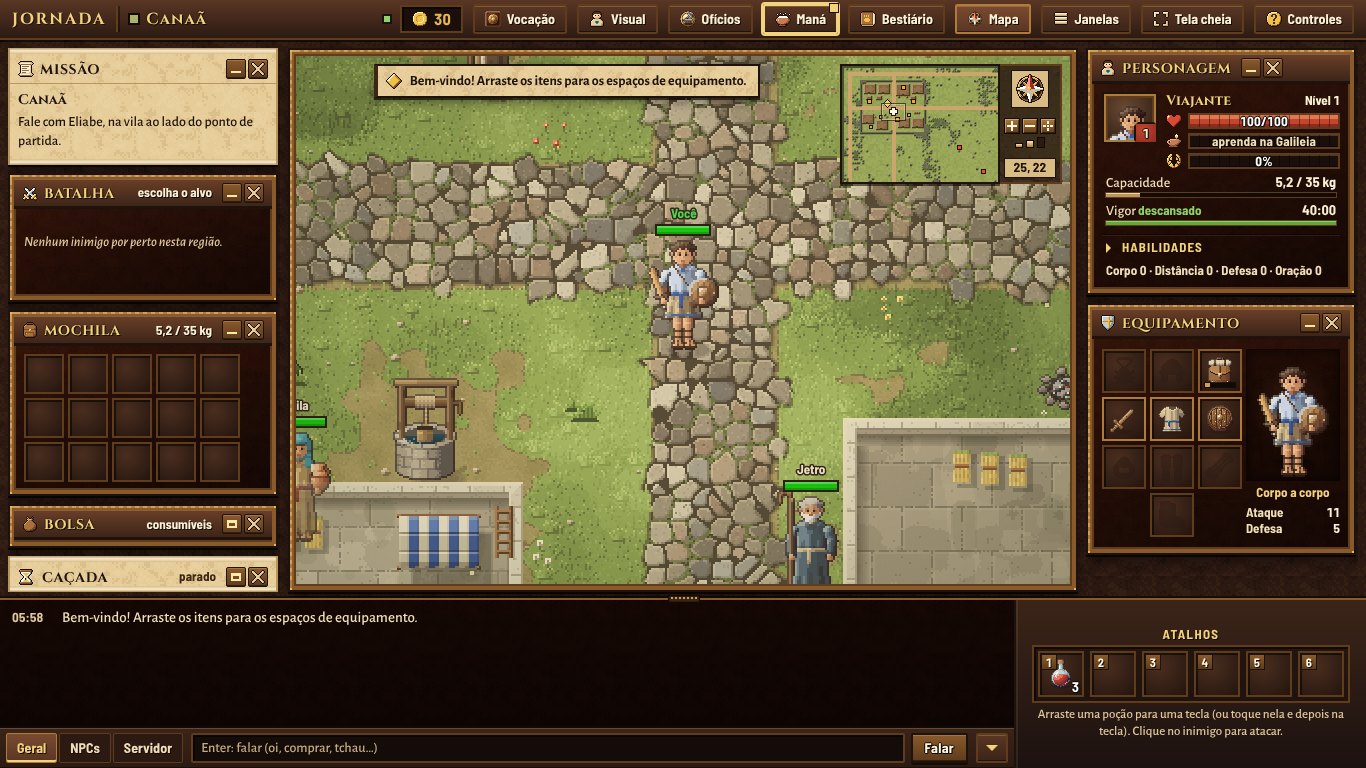 JORNADA
CANAÃ
30
Vocação
Visual
Ofícios
Maná
Bestiário
Mapa
Janelas
Tela cheia
Controles
MISSÃO
CANAÃ
Fale com Eliabe, na vila ao lado do ponto de
partida.
BATALHA
escolha o alvo
Nenhum inimigo por perto nesta região.
MOCHILA
5,2 / 35 kg
BOLSA
consumíveis
CAÇADA
parado
Bem-vindo! Arraste os itens para os espaços de equipamento.
25, 22
Você
ila
Jetro
PERSONAGEM
VIAJANTE
Nível 1
1
100/100
aprenda na Galileia
0%
Capacidade
5,2 / 35 kg
Vigor descansado
40:00
HABILIDADES
Corpo 0 · Distância 0 · Defesa 0 · Oração 0
EQUIPAMENTO
Corpo a corpo
Ataque
11
Defesa
5
05:58
Bem-vindo! Arraste os itens para os espaços de equipamento.
Geral
NPCs
Servidor
Enter: falar (oi, comprar, tchau...)
Falar
ATALHOS
1
3
2
3
4
5
6
Arraste uma poção para uma tecla (ou toque nela e depois na
tecla). Clique no inimigo para atacar.